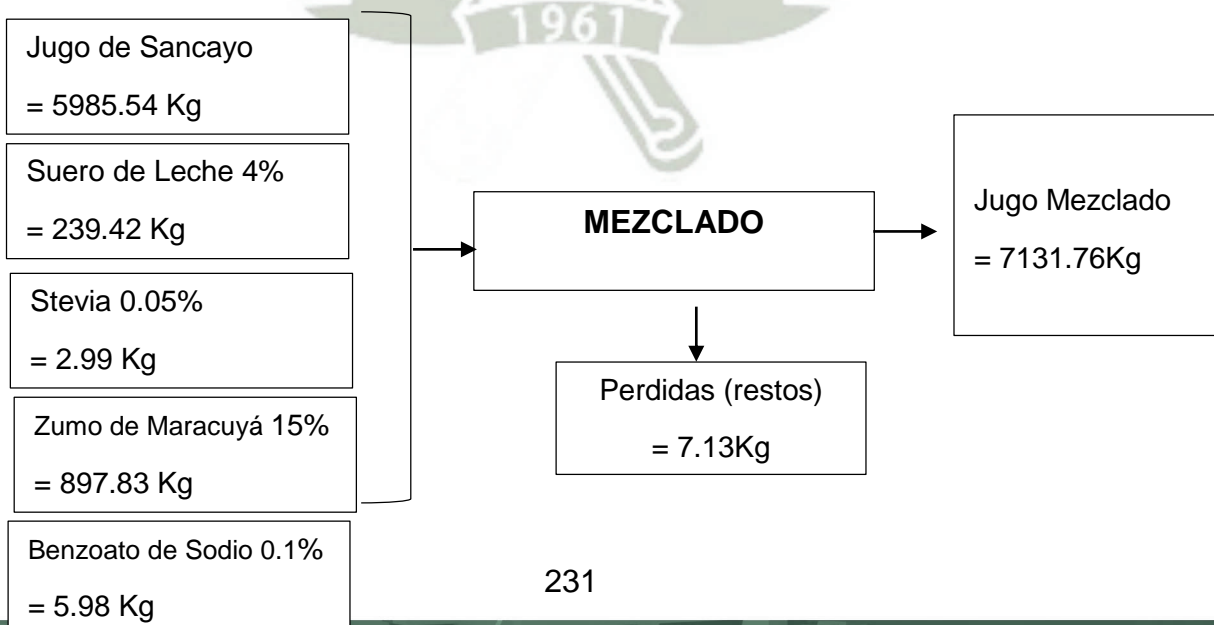 1961
Jugo de Sancayo
= 5985.54 Kg
Suero de Leche 4%
= 239.42 Kg
Stevia 0.05%
= 2.99 Kg
Zumo de Maracuyá 15%
= 897.83 Kg
Benzoato de Sodio 0.1%
= 5.98 Kg
MEZCLADO
Perdidas (restos)
= 7.13Kg
Jugo Mezclado
= 7131.76Kg
231